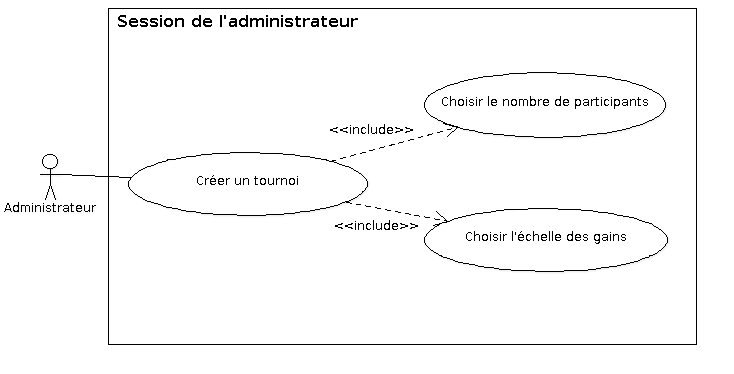 Session de l'administrateur
Choisir le nombre de participants
<<include>>
Créer un tournoi
Administrateur
<<include>>
Choisir l'échelle des gains